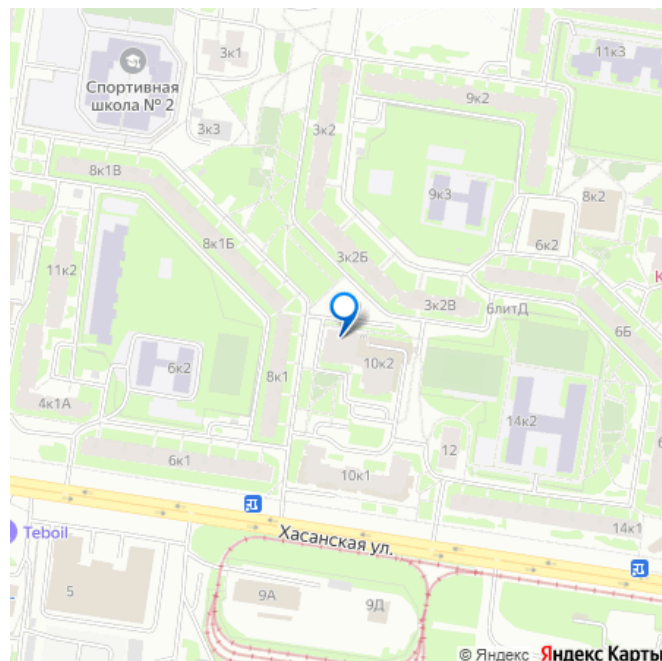 3к1
11к3
Спортивная
школа № 2
9к2
3к3
3к2
8к1В
9к3
8к2
8к1Б
3к2Б
6к2
11к2
К
3к2В
6литД
6Б
6к2
10к2
8к1
4к1А
14к2
12
6к1
10к1
14к1
Teboil
Хасанская ул.
5
9А
9Д
© Яндекс Яндекс Карты